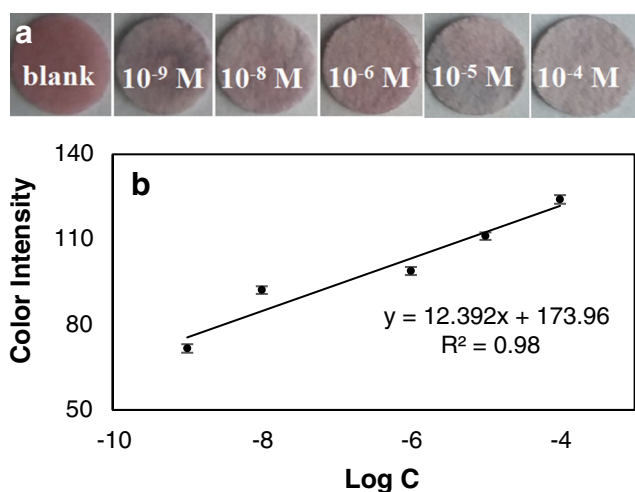 a
blank 10⁻⁹ M 10⁻⁸ M 10⁻⁶ M 10⁻⁵ M 10⁻⁴ M
b
140
110
80
50
Color Intensity
y = 12.392x + 173.96
R² = 0.98
-10 -8 -6 -4
Log C